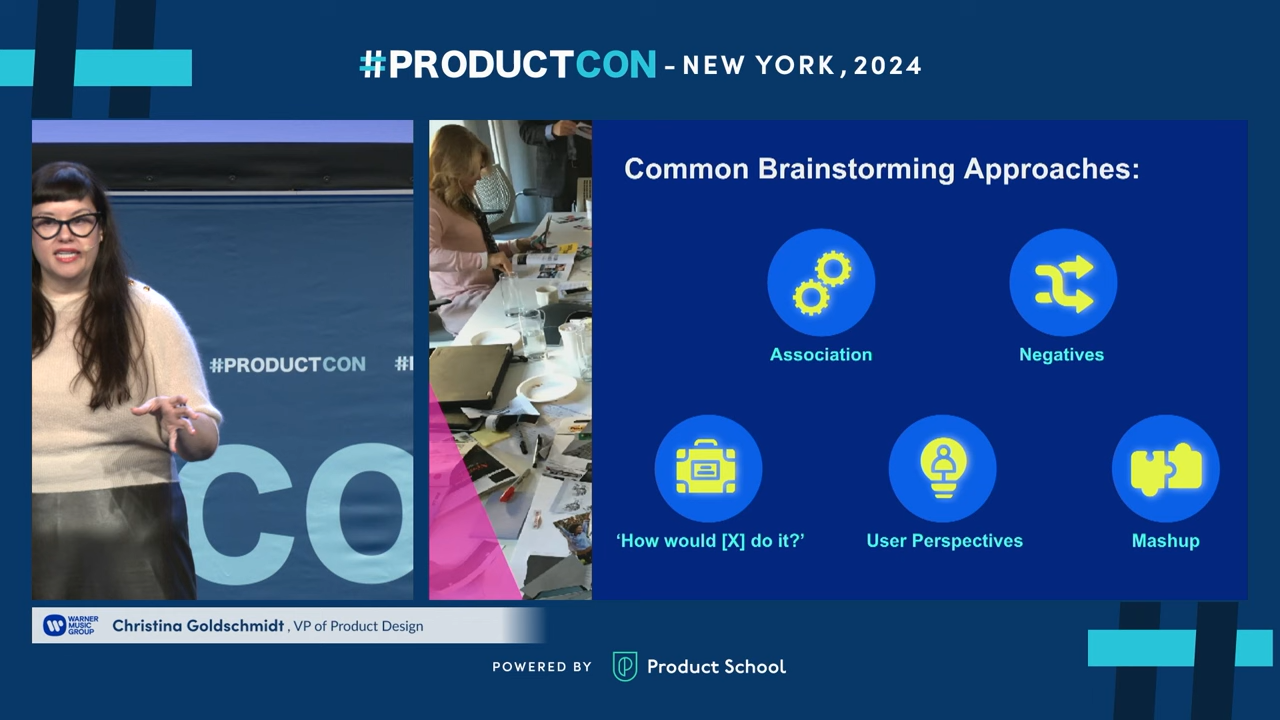 #PRODUCTCON - NEW YORK, 2024
Common Brainstorming Approaches:
Association
Negatives
‘How would [X] do it?’
User Perspectives
Mashup
#PRODUCTCON
#
CO
WARNER
MUSIC
GROUP
Christina Goldschmidt, VP of Product Design
POWERED BY Product School